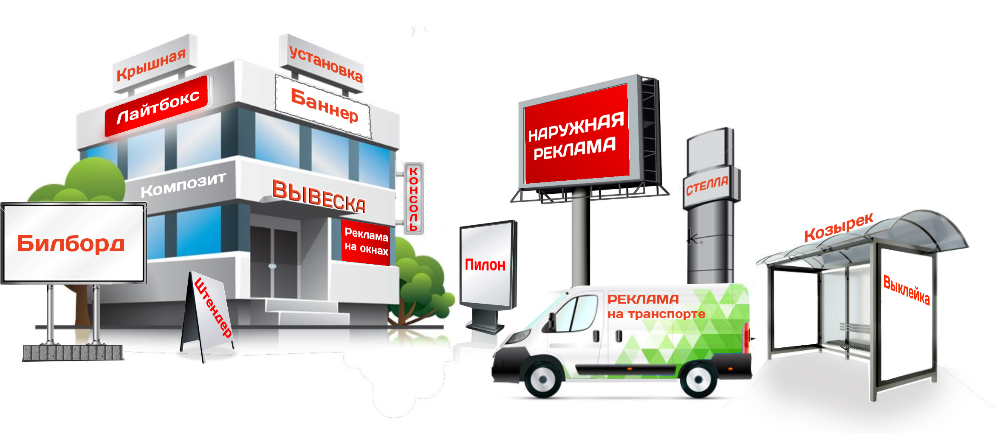 Крышная
установка
Лайтбокс
Баннер
Композит
ВЫВЕСКА
КОНСОЛЬ
Реклама
на окнах
Билборд
Штендер
НАРУЖНАЯ
РЕКЛАМА
СТЕЛЛА
k®
Пилон
РЕКЛАМА
на транспорте
Козырек
Выклейка